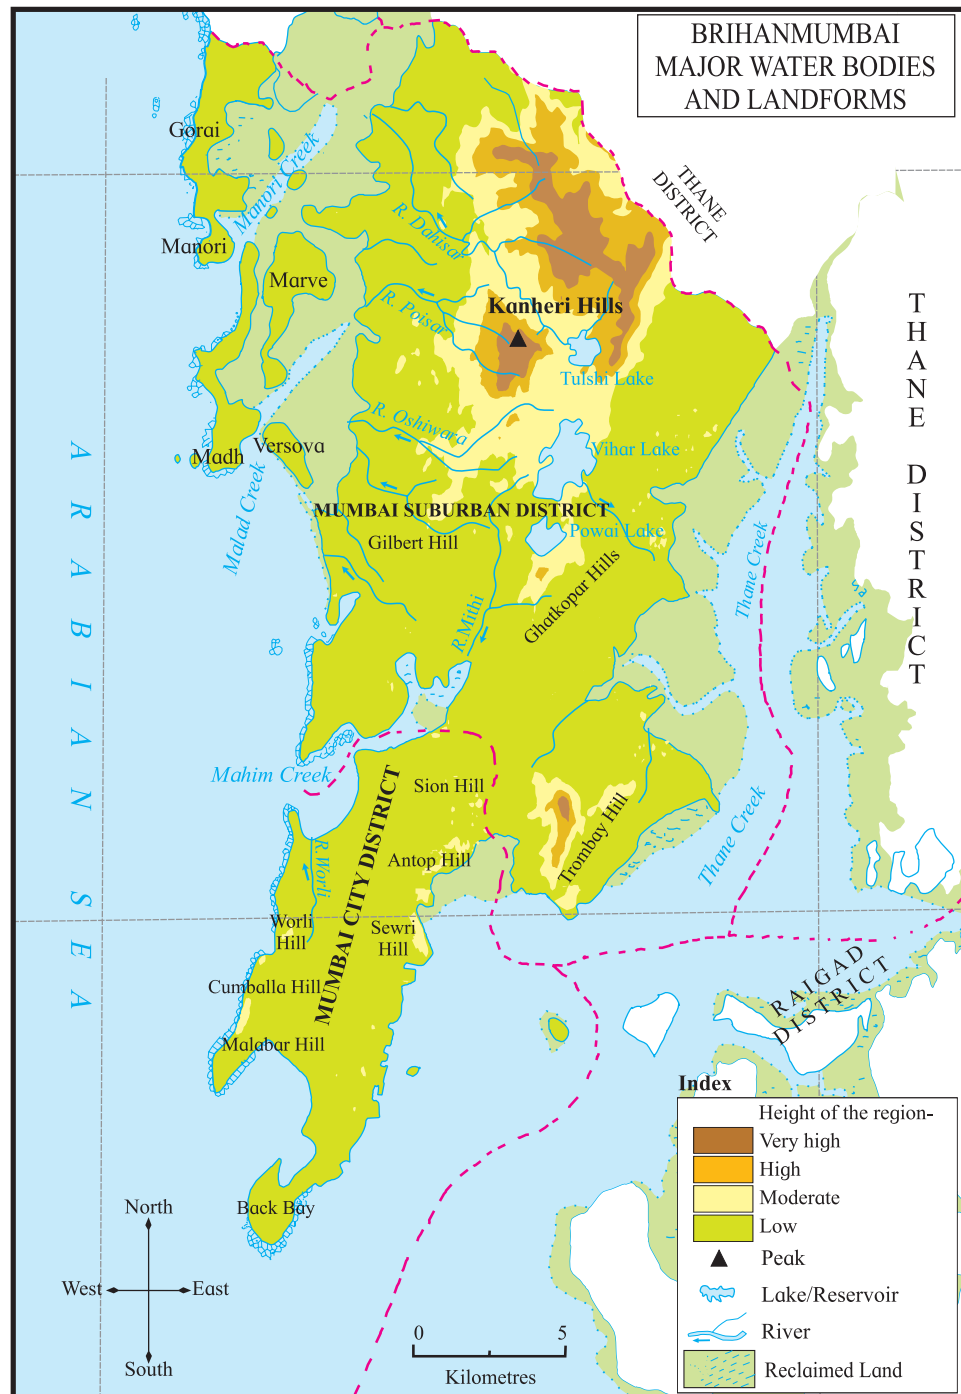 BRIHANMUMBAI
MAJOR WATER BODIES
AND LANDFORMS
Gorai
Manori Creek
THANE
DISTRICT
R. Dahisar
Manori
Marve
Kanheri Hills
R. Poisar
THANE DISTRICT
Tulshi Lake
R. Oshiwara
Versova
Vihar Lake
Madh
ARABIAN SEA
Malad Creek
MUMBAI SUBURBAN DISTRICT
Powai Lake
Gilbert Hill
Thane Creek
Ghatkopar Hills
R.Mithi
Mahim Creek
Sion Hill
MUMBAI CITY DISTRICT
Trombay Hill
Thane Creek
R.Worli
Antop Hill
Worli
Hill
Sewri
Hill
RAIGAD
DISTRICT
Cumballa Hill
Malabar Hill
Back Bay
Index
Height of the region-
Very high
High
Moderate
Low
Peak
Lake/Reservoir
River
Reclaimed Land
North
West
East
South
0 5
Kilometres